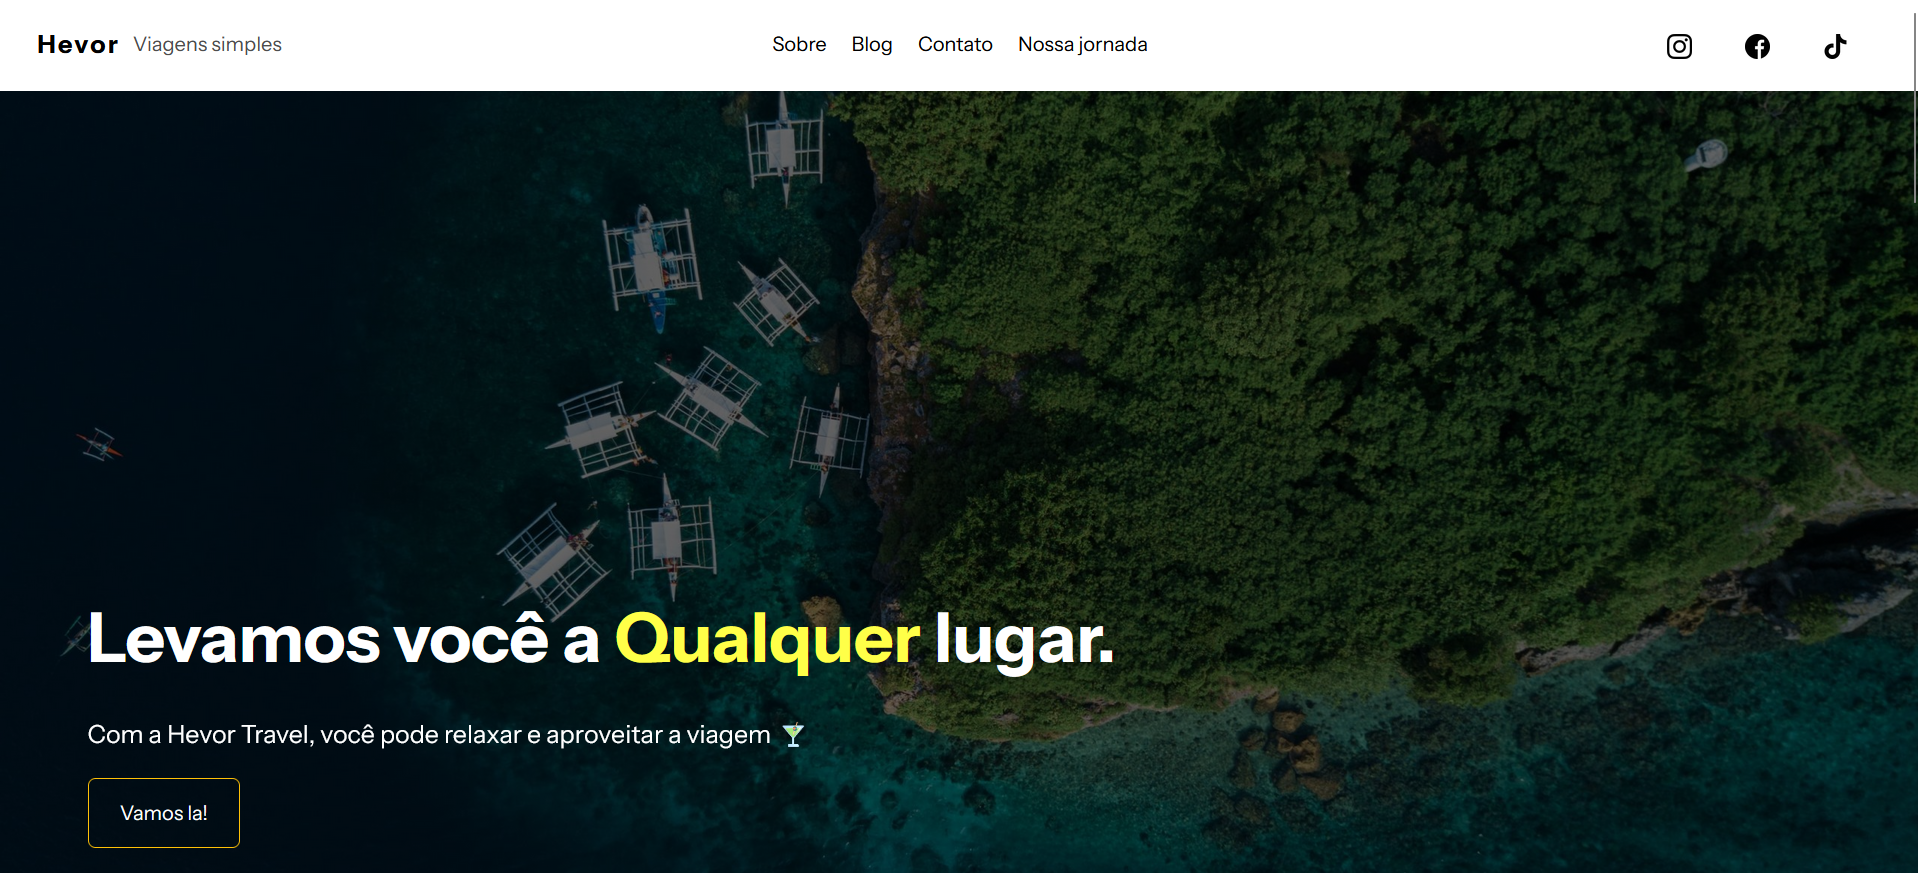 Hevor Viagens simples
Sobre Blog Contato Nossa jornada
Levamos você a Qualquer lugar.
Com a Hevor Travel, você pode relaxar e aproveitar a viagem 🍸
Vamos la!